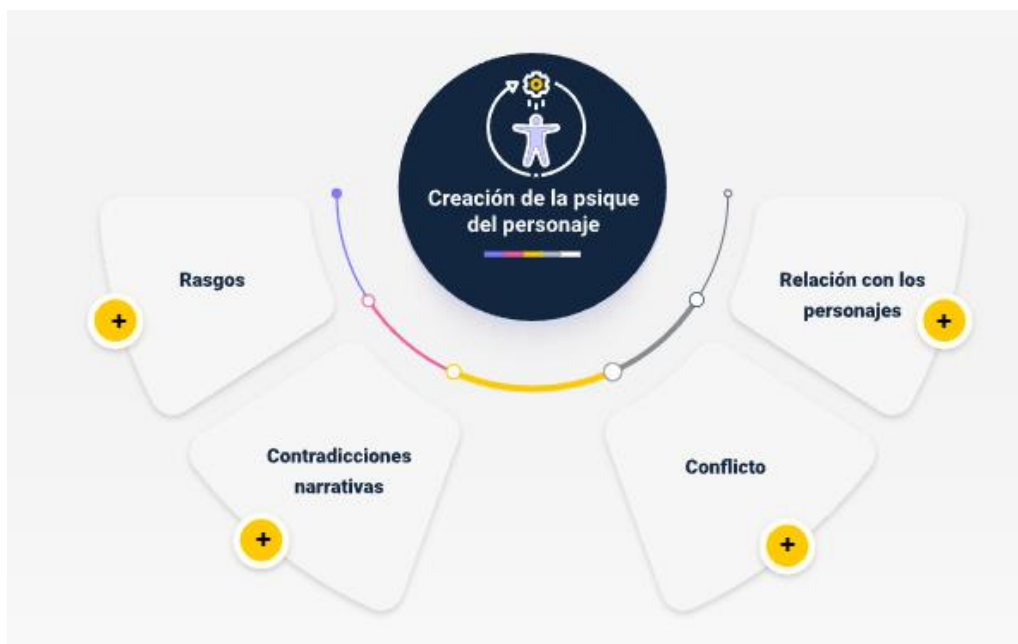 Creación de la psique
del personaje
Rasgos
+
Contradicciones
narrativas
+
Conflicto
+
Relación con los
personajes
+